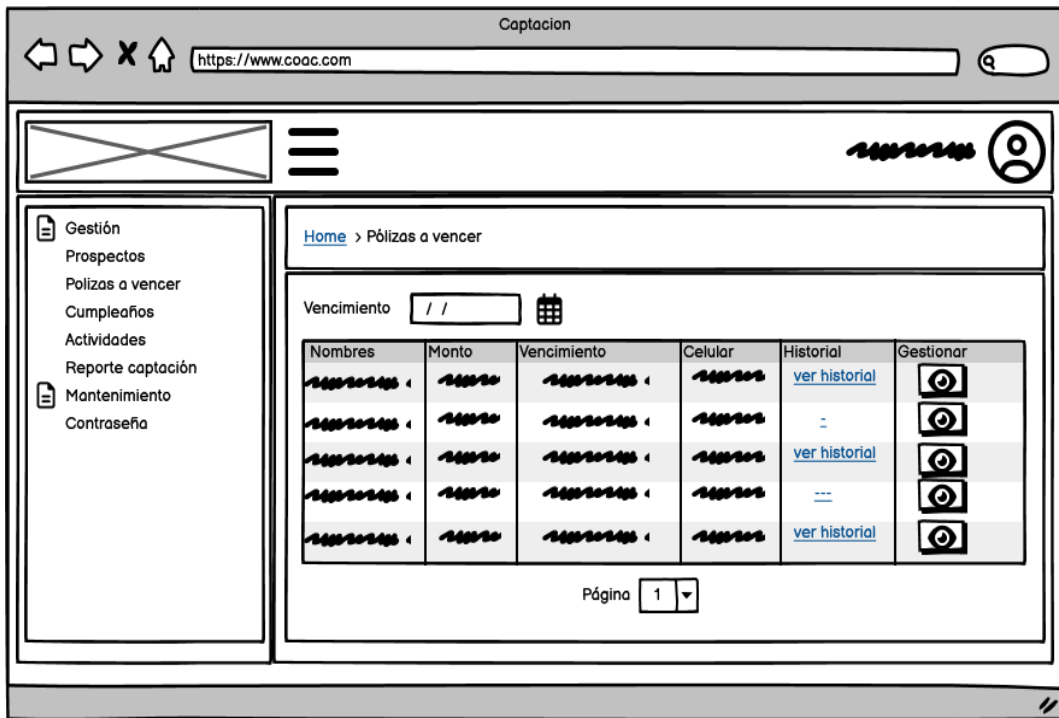 Captacion
https://www.coac.com
Gestión
Prospectos
Polizas a vencer
Cumpleaños
Actividades
Reporte captación
Mantenimiento
Contraseña
Home > Pólizas a vencer
Vencimiento / /
Nombres Monto Vencimiento Celular Historial Gestionar
ver historial
-
ver historial
---
ver historial
Página 1